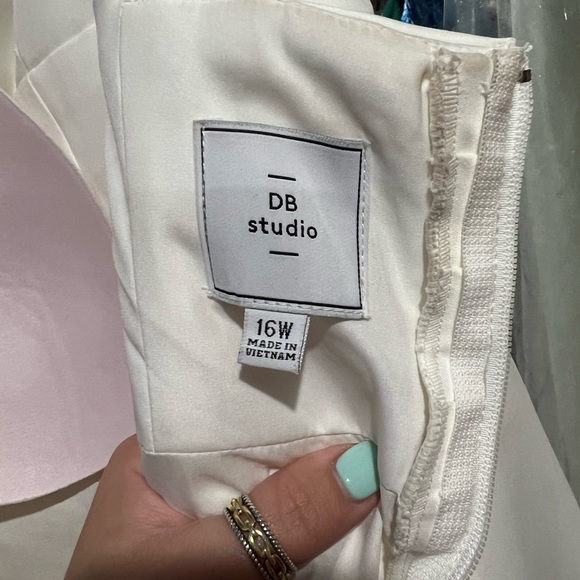 DB
studio
16W
MADE IN
VIETNAM